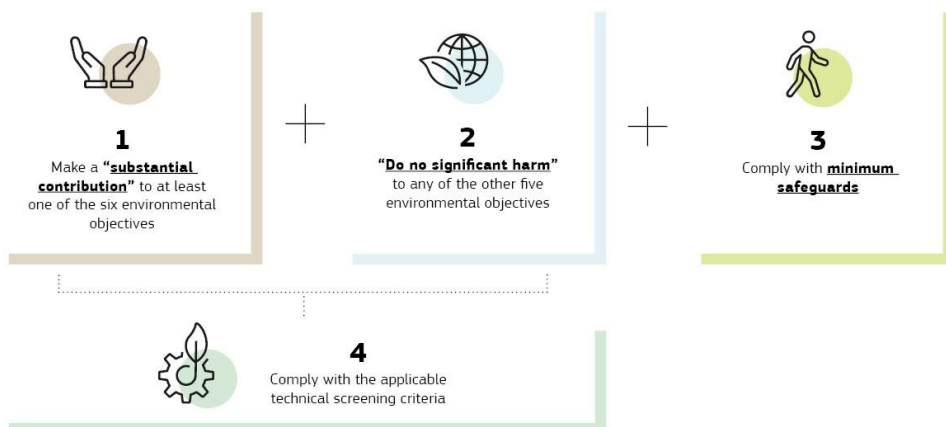 1
Make a “substantial
contribution” to at least
one of the six environmental
objectives
2
“Do no significant harm”
to any of the other five
environmental objectives
3
Comply with minimum
safeguards
4
Comply with the applicable
technical screening criteria